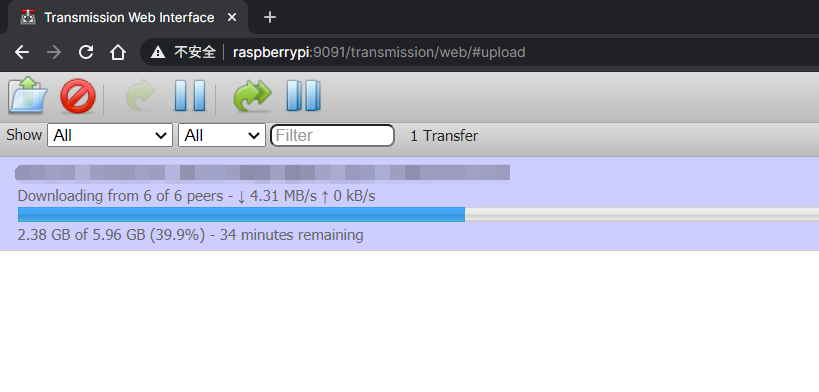 Transmission Web Interface
不安全 raspberrypi:9091/transmission/web/#upload
Show All All Filter 1 Transfer
Downloading from 6 of 6 peers - ↓ 4.31 MB/s ↑ 0 kB/s
2.38 GB of 5.96 GB (39.9%) - 34 minutes remaining